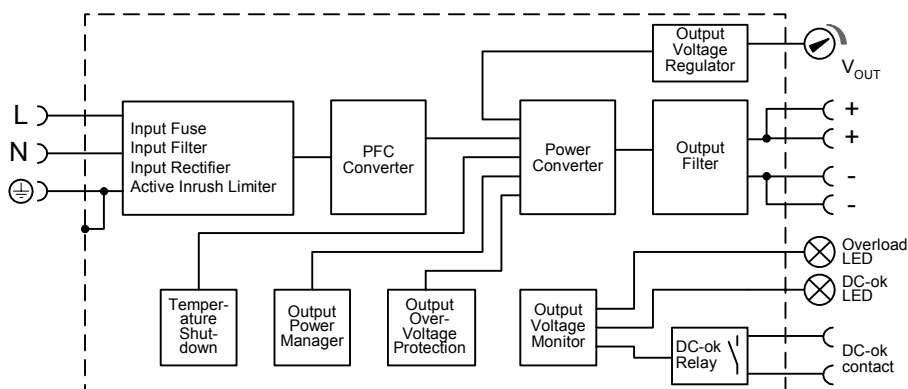 Output
Voltage
Regulator
V OUT
L
N
Input Fuse
Input Filter
Input Rectifier
Active Inrush Limiter
PFC
Converter
Power
Converter
Output
Filter
+
+
-
-
Temper-
ature
Shut-
down
Output
Power
Manager
Output
Over-
Voltage
Protection
Output
Voltage
Monitor
DC-ok
Relay
Overload
LED
DC-ok
LED
DC-ok
contact